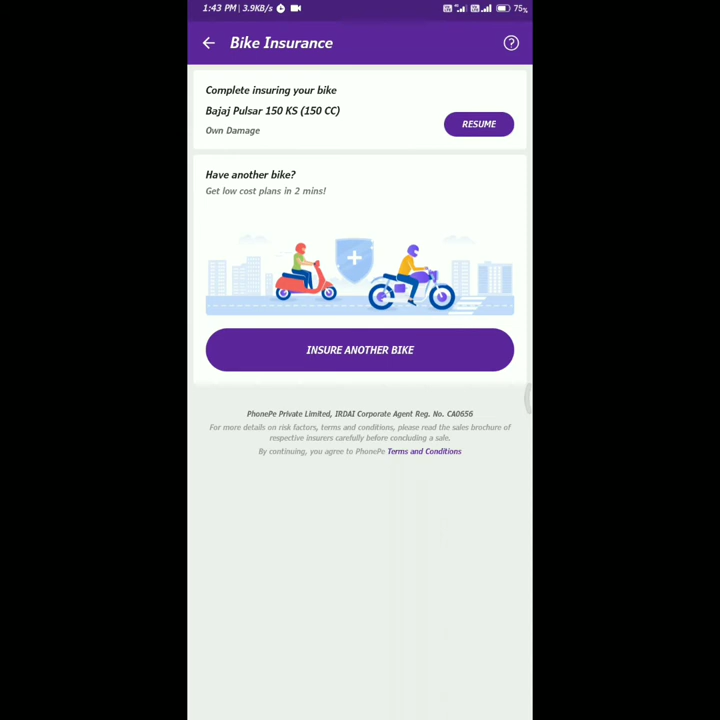 1:43 PM | 3.9KB/s
75%
Bike Insurance
Complete insuring your bike
Bajaj Pulsar 150 KS (150 CC)
Own Damage
RESUME
Have another bike?
Get low cost plans in 2 mins!
INSURE ANOTHER BIKE
PhonePe Private Limited, IRDAI Corporate Agent Reg. No. CA0656
For more details on risk factors, terms and conditions, please read the sales brochure of
respective insurers carefully before concluding a sale.
By continuing, you agree to PhonePe Terms and Conditions